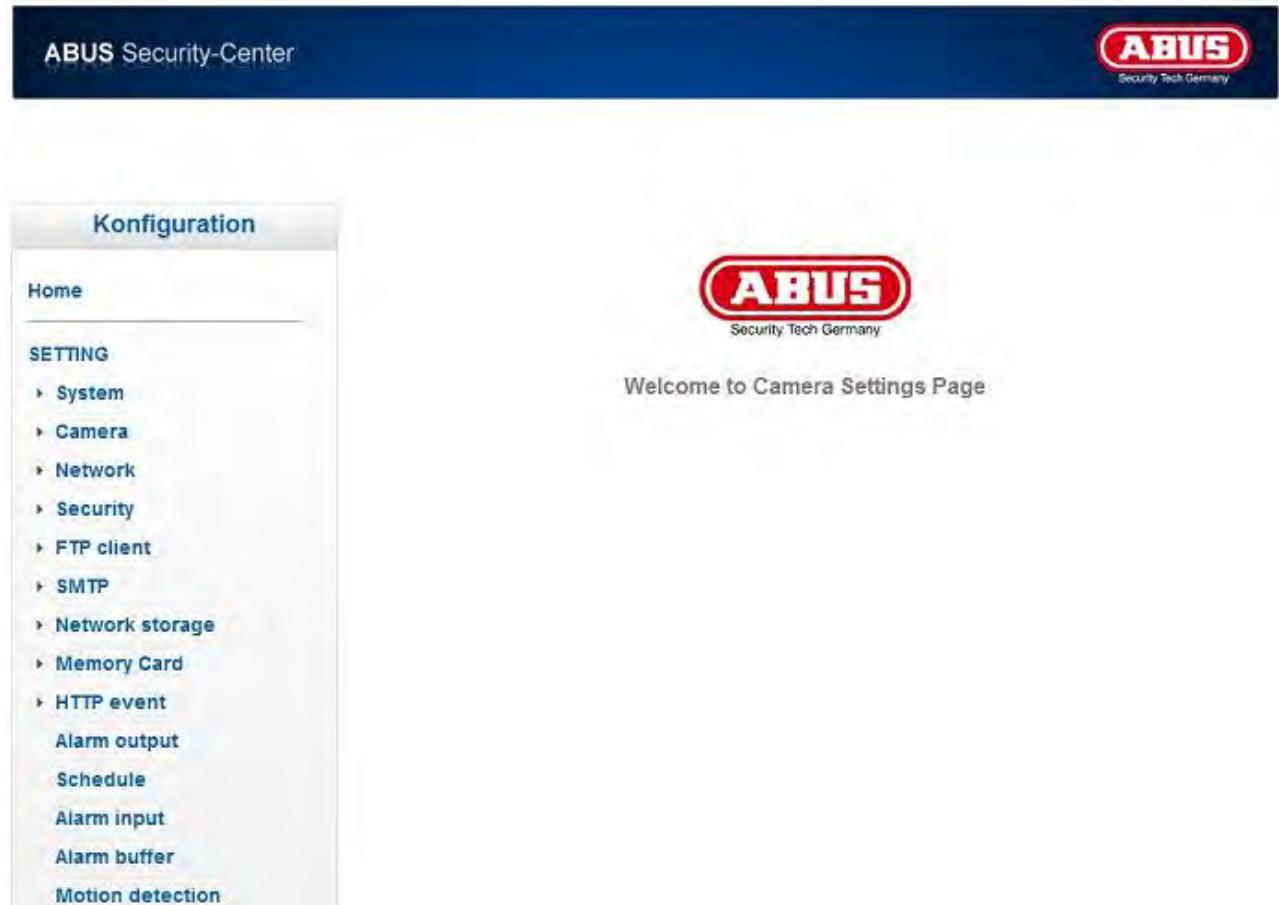 ABUS Security-Center
ABUS
Security Tech Germany
Konfiguration
Home
SETTING
System
Camera
Network
Security
FTP client
SMTP
Network storage
Memory Card
HTTP event
Alarm output
Schedule
Alarm input
Alarm buffer
Motion detection
ABUS
Security Tech Germany
Welcome to Camera Settings Page